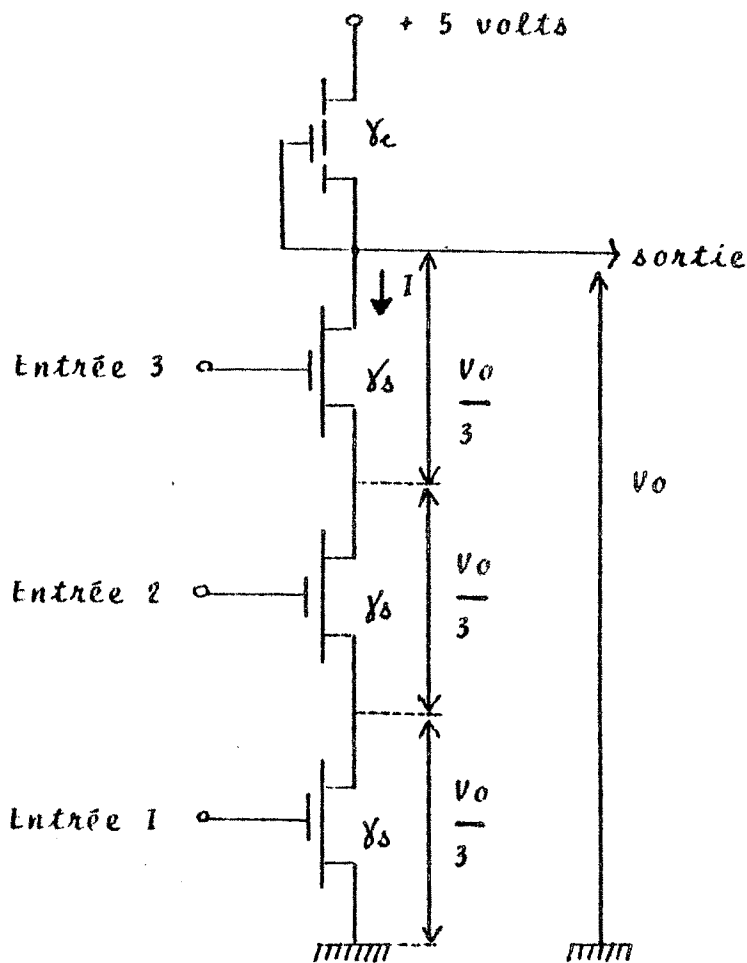 + 5 volts
γc
sortie
I
Entrée 3
γs
Vo
3
Vo
Entrée 2
γs
Vo
3
Entrée 1
γs
Vo
3